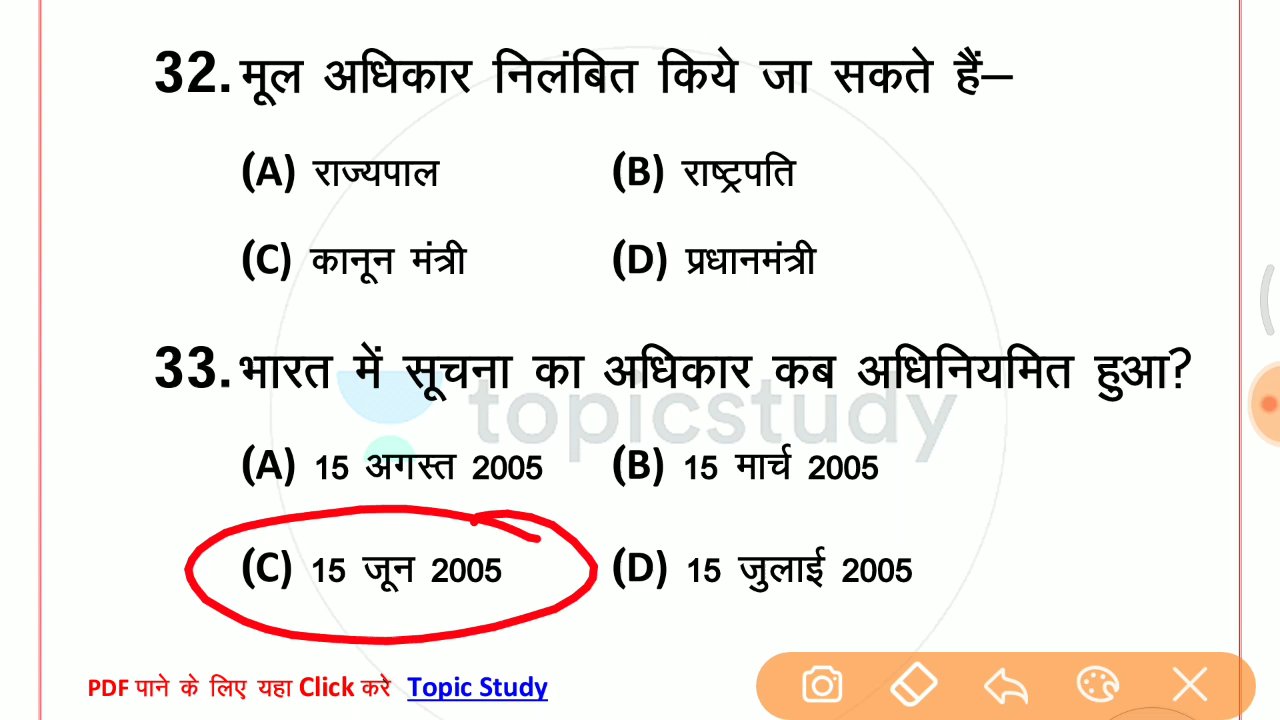 32. मूल अधिकार निलंबित किये जा सकते हैं–
(A) राज्यपाल (B) राष्ट्रपति
(C) कानून मंत्री (D) प्रधानमंत्री
33. भारत में सूचना का अधिकार कब अधिनियमित हुआ?
topicstudy
(A) 15 अगस्त 2005 (B) 15 मार्च 2005
(C) 15 जून 2005 (D) 15 जुलाई 2005
PDF पाने के लिए यहा Click करे Topic Study